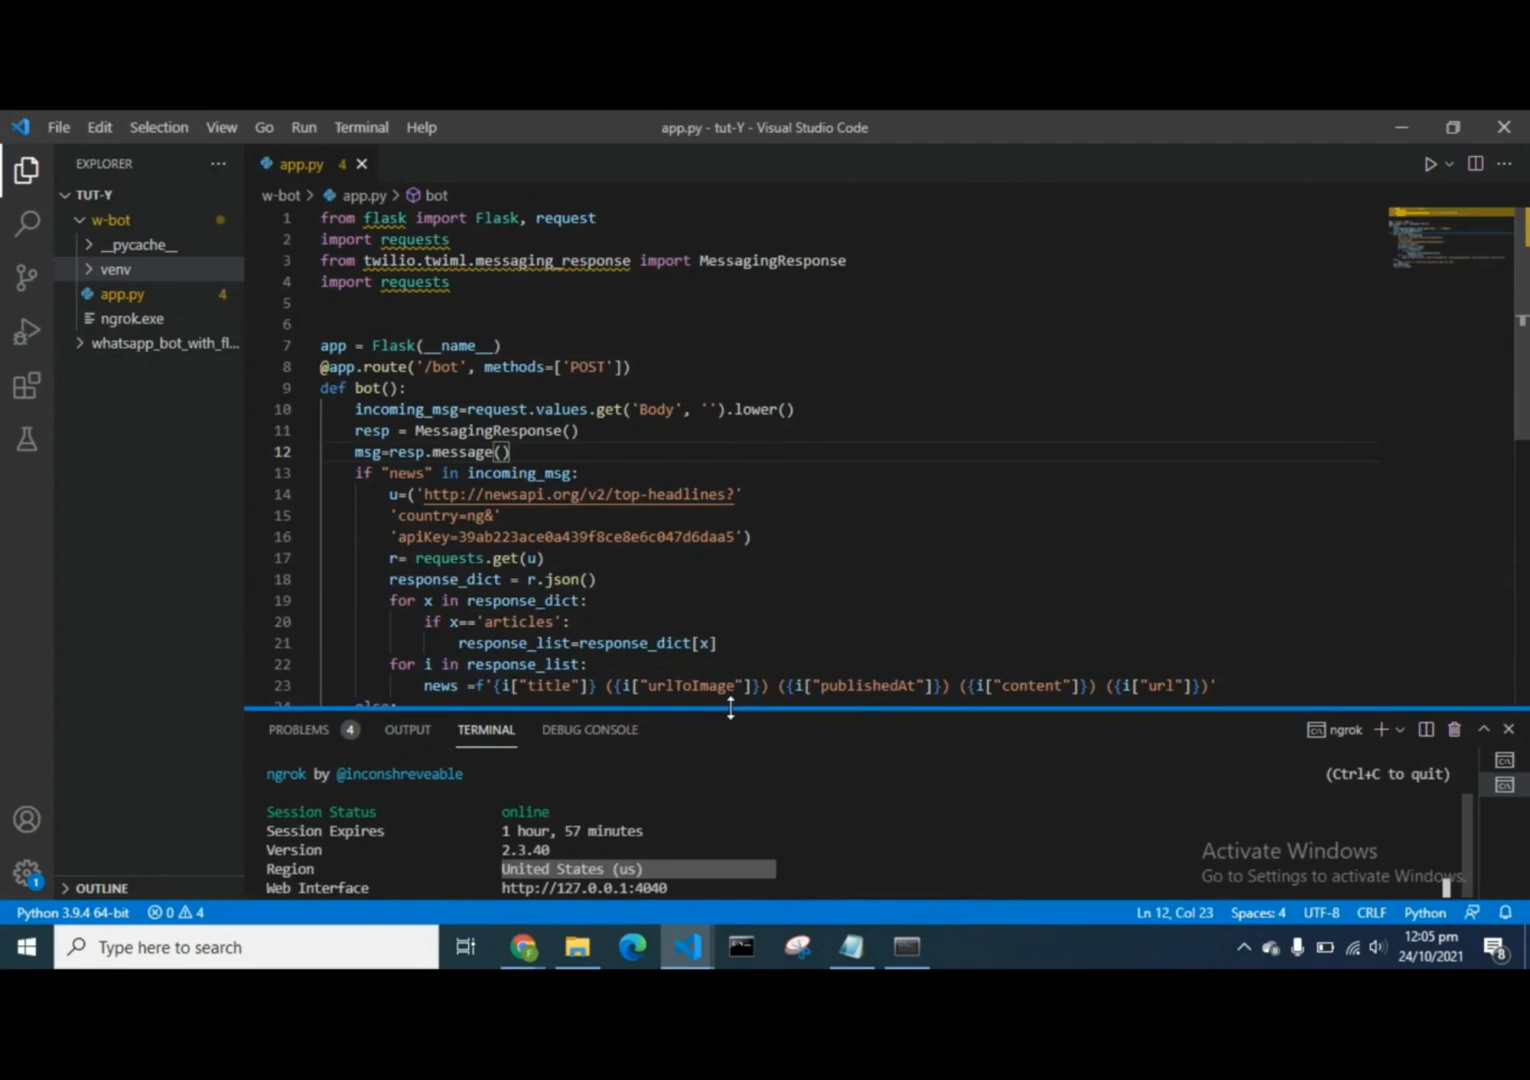 File Edit Selection View Go Run Terminal Help
app.py - tut-Y - Visual Studio Code
EXPLORER
TUT-Y
w-bot
__pycache__
venv
app.py 4
ngrok.exe
whatsapp_bot_with_fl...
OUTLINE
app.py 4
w-bot > app.py > bot
1 from flask import Flask, request
2 import requests
3 from twilio.twiml.messaging_response import MessagingResponse
4 import requests
5
6
7 app = Flask(__name__)
8 @app.route('/bot', methods=['POST'])
9 def bot():
10 incoming_msg=request.values.get('Body', '').lower()
11 resp = MessagingResponse()
12 msg=resp.message()
13 if "news" in incoming_msg:
14 u=('http://newsapi.org/v2/top-headlines?'
15 'country=ng&'
16 'apiKey=39ab223ace0a439f8ce8e6c047d6daa5')
17 r= requests.get(u)
18 response_dict = r.json()
19 for x in response_dict:
20 if x=='articles':
21 response_list=response_dict[x]
22 for i in response_list:
23 news =f'{i["title"]} ({i["urlToImage"]}) ({i["publishedAt"]}) ({i["content"]}) ({i["url"]})'
24 else:
PROBLEMS 4 OUTPUT TERMINAL DEBUG CONSOLE
ngrok
ngrok by @inconshreveable (Ctrl+C to quit)
Session Status online
Session Expires 1 hour, 57 minutes
Version 2.3.40
Region United States (us)
Web Interface http://127.0.0.1:4040
Activate Windows
Go to Settings to activate Windows.
1
Python 3.9.4 64-bit 0 4
Ln 12, Col 23 Spaces: 4 UTF-8 CRLF Python
Type here to search
12:05 pm
24/10/2021
8